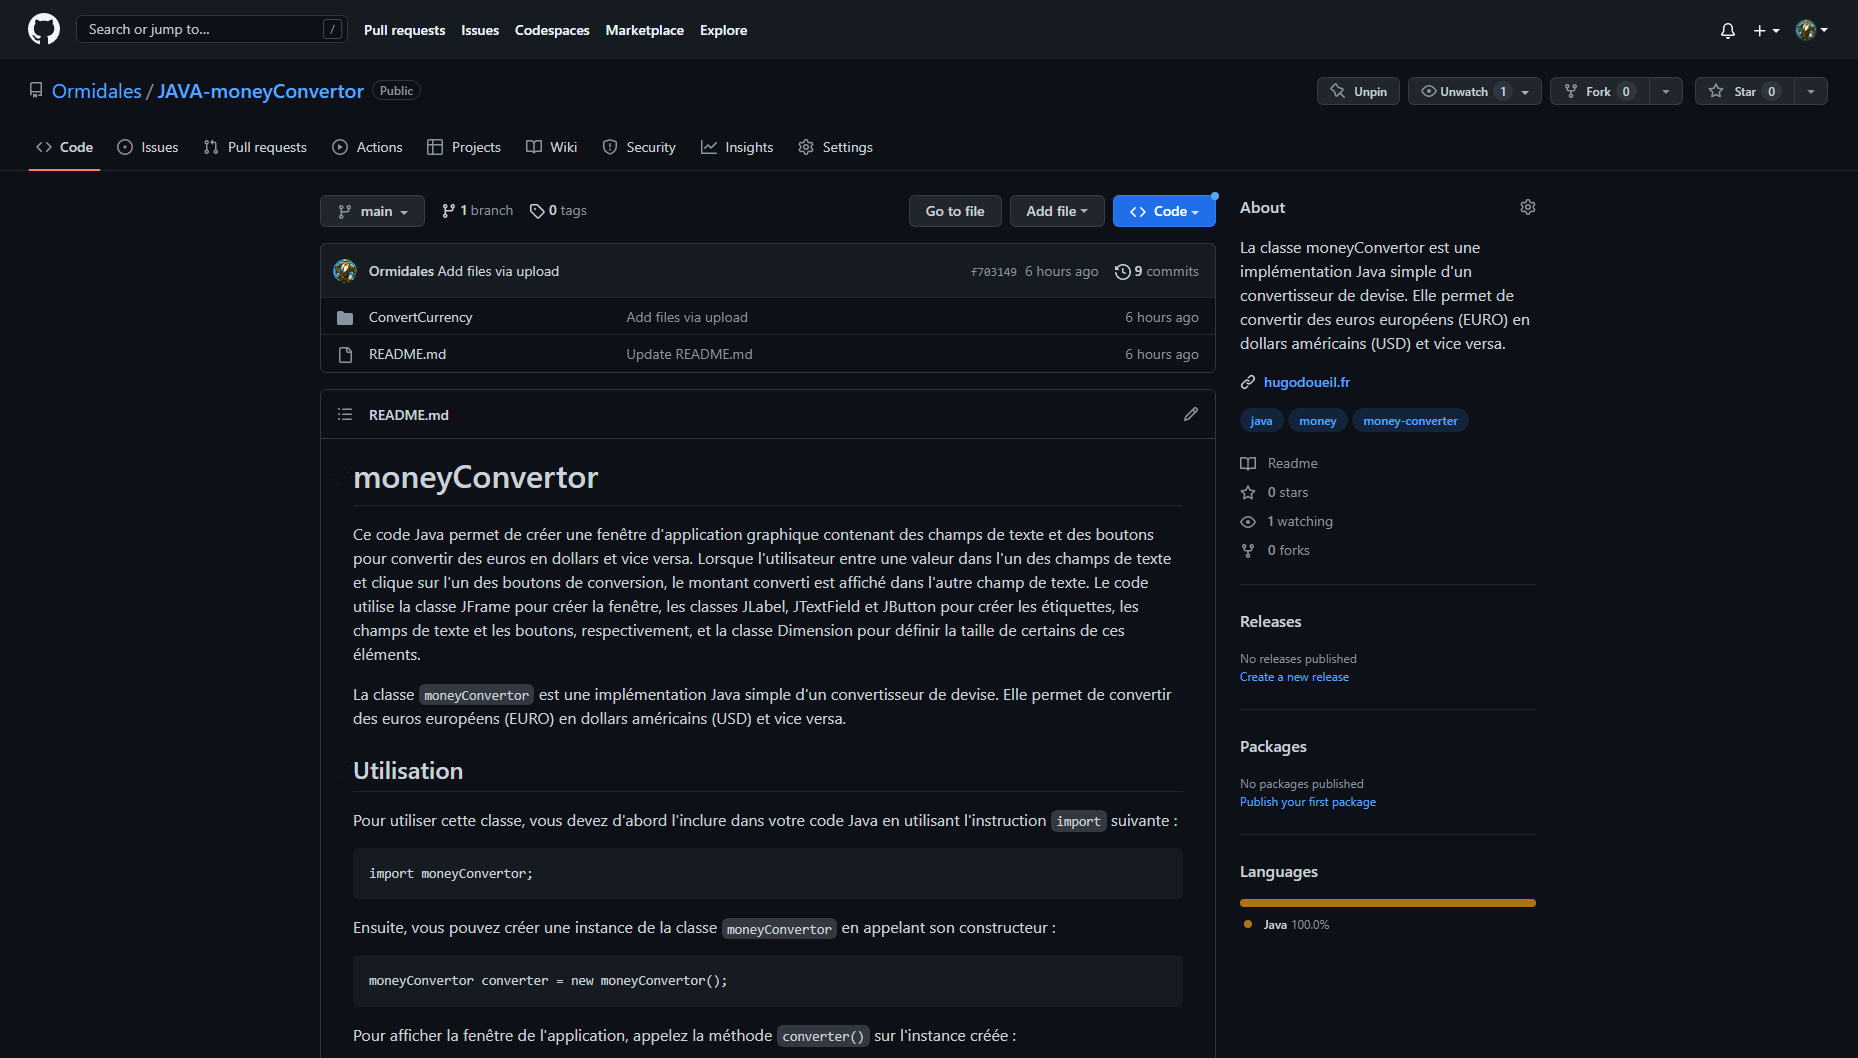 Search or jump to... /
Pull requests Issues Codespaces Marketplace Explore
Ormidales / JAVA-moneyConvertor Public
Unpin Unwatch 1 Fork 0 Star 0
Code Issues Pull requests Actions Projects Wiki Security Insights Settings
main 1 branch 0 tags
Go to file Add file Code
Ormidales Add files via upload f703149 6 hours ago 9 commits
ConvertCurrency Add files via upload 6 hours ago
README.md Update README.md 6 hours ago
README.md
moneyConvertor
Ce code Java permet de créer une fenêtre d'application graphique contenant des champs de texte et des boutons
pour convertir des euros en dollars et vice versa. Lorsque l'utilisateur entre une valeur dans l'un des champs de texte
et clique sur l'un des boutons de conversion, le montant converti est affiché dans l'autre champ de texte. Le code
utilise la classe JFrame pour créer la fenêtre, les classes JLabel, JTextField et JButton pour créer les étiquettes, les
champs de texte et les boutons, respectivement, et la classe Dimension pour définir la taille de certains de ces
éléments.
La classe moneyConvertor est une implémentation Java simple d'un convertisseur de devise. Elle permet de convertir
des euros européens (EURO) en dollars américains (USD) et vice versa.
Utilisation
Pour utiliser cette classe, vous devez d'abord l'inclure dans votre code Java en utilisant l'instruction import suivante :
import moneyConvertor;
Ensuite, vous pouvez créer une instance de la classe moneyConvertor en appelant son constructeur :
moneyConvertor converter = new moneyConvertor();
Pour afficher la fenêtre de l'application, appelez la méthode converter() sur l'instance créée :
About
La classe moneyConvertor est une
implémentation Java simple d'un
convertisseur de devise. Elle permet de
convertir des euros européens (EURO) en
dollars américains (USD) et vice versa.
hugodoueil.fr
java money money-converter
Readme
0 stars
1 watching
0 forks
Releases
No releases published
Create a new release
Packages
No packages published
Publish your first package
Languages
Java 100.0%